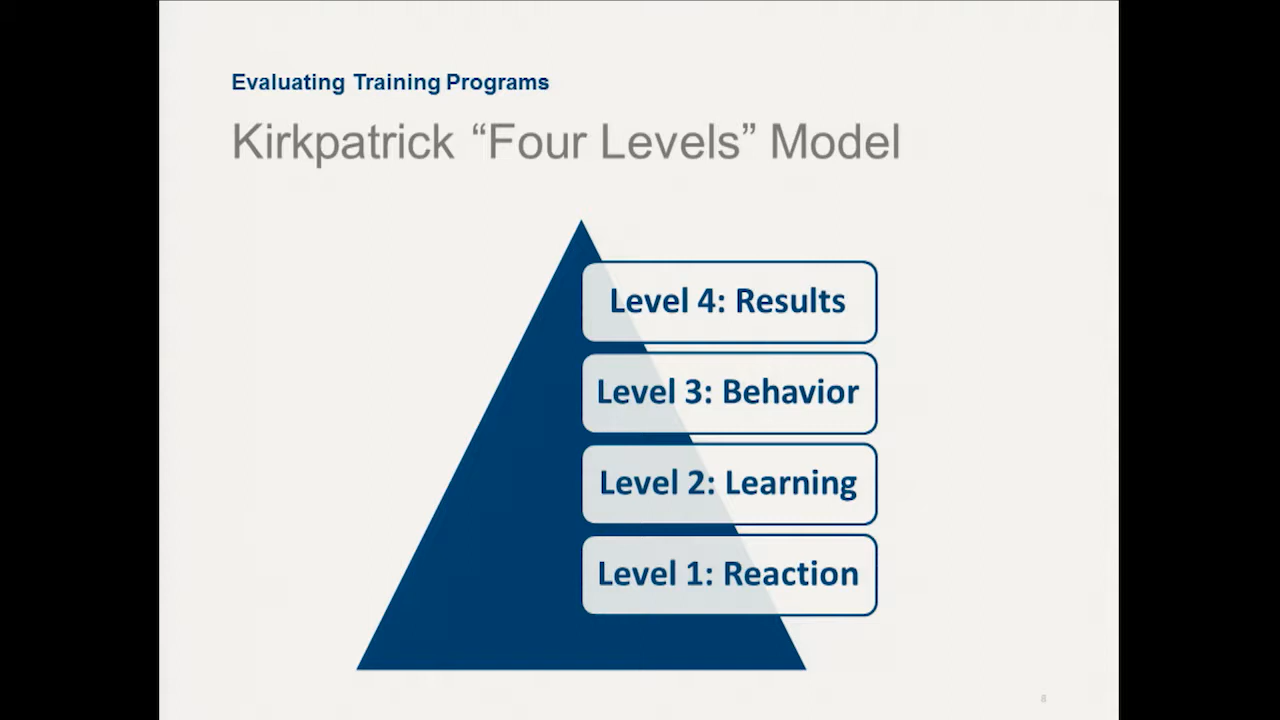 Evaluating Training Programs
Kirkpatrick “Four Levels” Model
Level 4: Results
Level 3: Behavior
Level 2: Learning
Level 1: Reaction
8